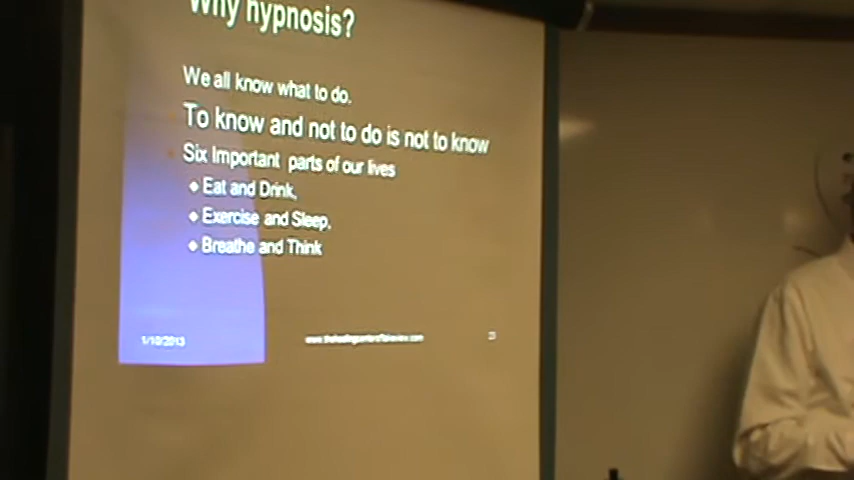 Why hypnosis?
We all know what to do.
To know and not to do is not to know
Six Important parts of our lives
Eat and Drink,
Exercise and Sleep,
Breathe and Think
1/10/2013